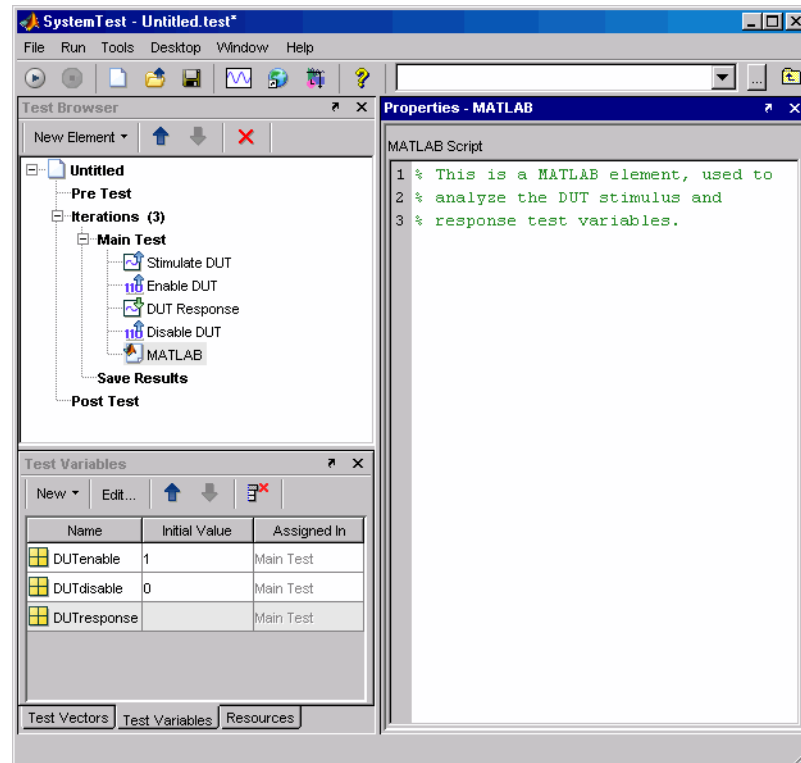 SystemTest - Untitled.test*
File Run Tools Desktop Window Help
...
Test Browser
New Element
Untitled
Pre Test
Iterations (3)
Main Test
Stimulate DUT
Enable DUT
DUT Response
Disable DUT
MATLAB
Save Results
Post Test
Test Variables
New Edit...
Name Initial Value Assigned In
DUTenable 1 Main Test
DUTdisable 0 Main Test
DUTresponse Main Test
Test Vectors Test Variables Resources
Properties - MATLAB
MATLAB Script
1 % This is a MATLAB element, used to
2 % analyze the DUT stimulus and
3 % response test variables.